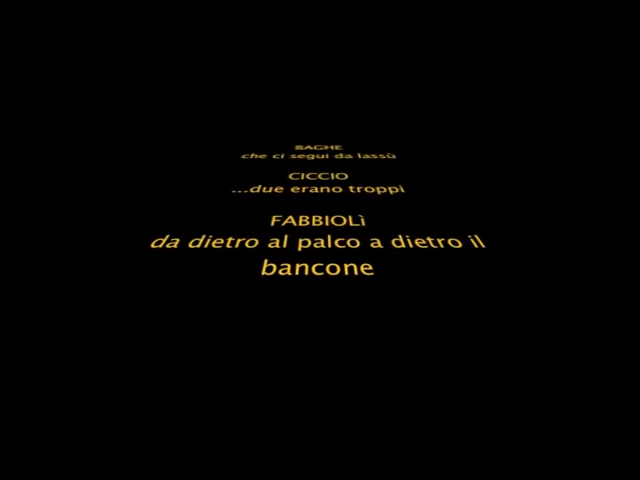 BAGHE
che ci segui da lassù
CICCIO
...due erano troppi
FABBIOLì
da dietro al palco a dietro il
bancone